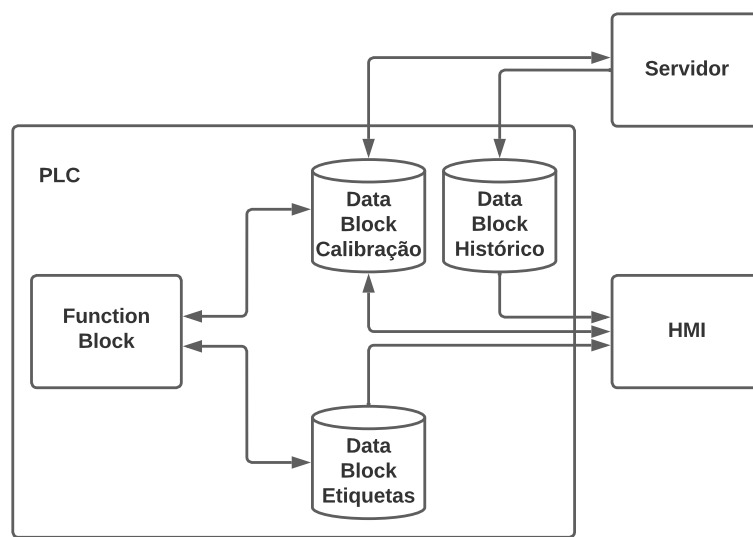 Servidor
PLC
Data
Block
Calibração
Data
Block
Histórico
Function
Block
HMI
Data
Block
Etiquetas